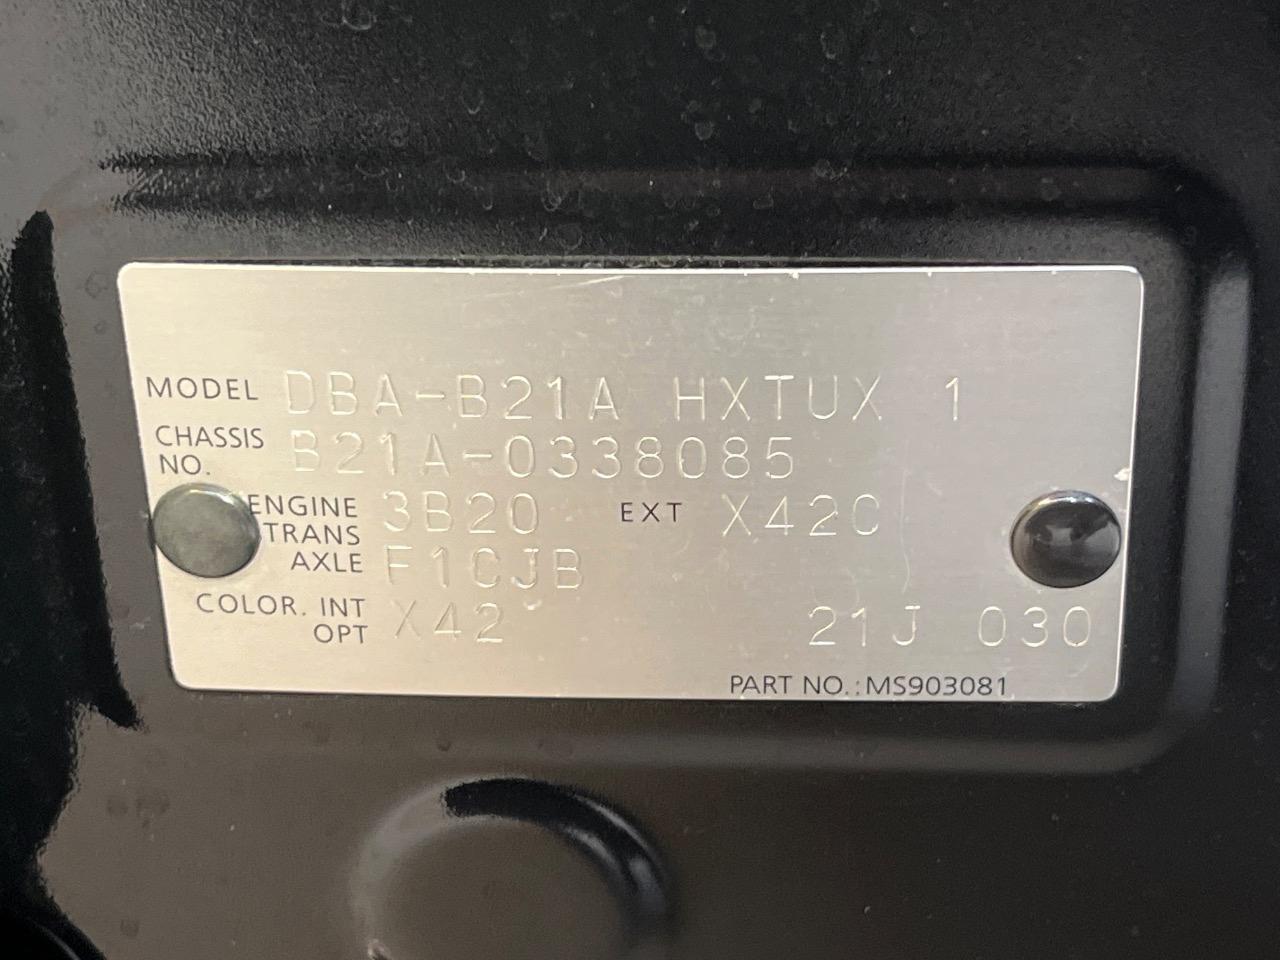 MODEL DBA-B21A HXTUX 1
CHASSIS NO. B21A-0338085
ENGINE 3B20 EXT X42C
TRANS AXLE F1CJB
COLOR. INT OPT X42 21J 030
PART NO.:MS903081